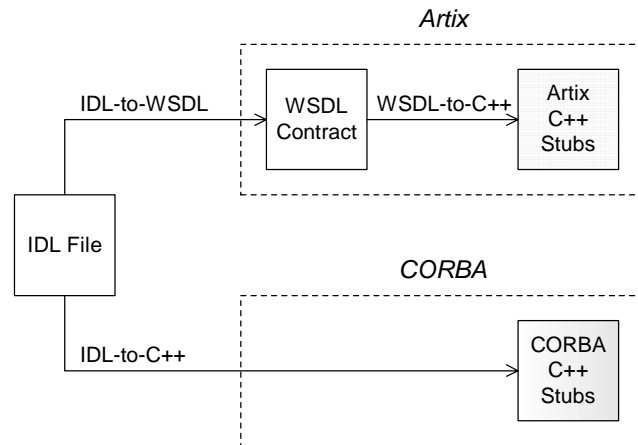 Artix
IDL-to-WSDL
WSDL
Contract
WSDL-to-C++
Artix
C++
Stubs
IDL File
CORBA
IDL-to-C++
CORBA
C++
Stubs